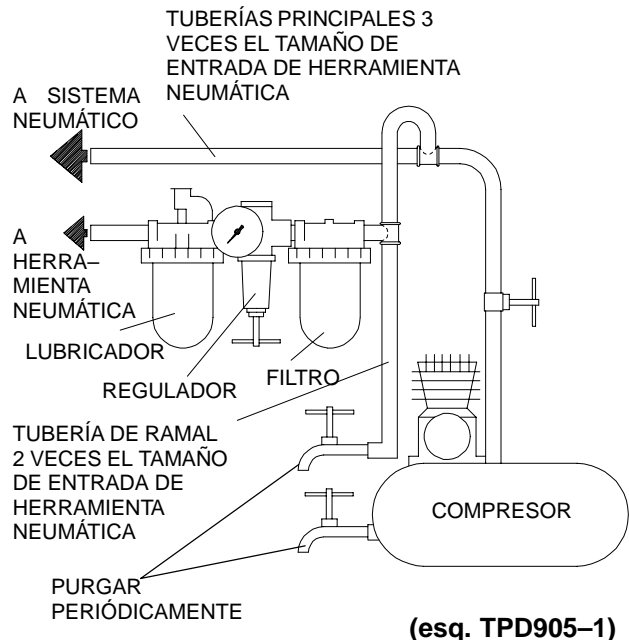 TUBERÍAS PRINCIPALES 3
VECES EL TAMAÑO DE
ENTRADA DE HERRAMIENTA
NEUMÁTICA
A SISTEMA
NEUMÁTICO
A
HERRA–
MIENTA
NEUMÁTICA
LUBRICADOR
REGULADOR
FILTRO
TUBERÍA DE RAMAL
2 VECES EL TAMAÑO
DE ENTRADA DE
HERRAMIENTA
NEUMÁTICA
COMPRESOR
PURGAR
PERIÓDICAMENTE
(esq. TPD905–1)